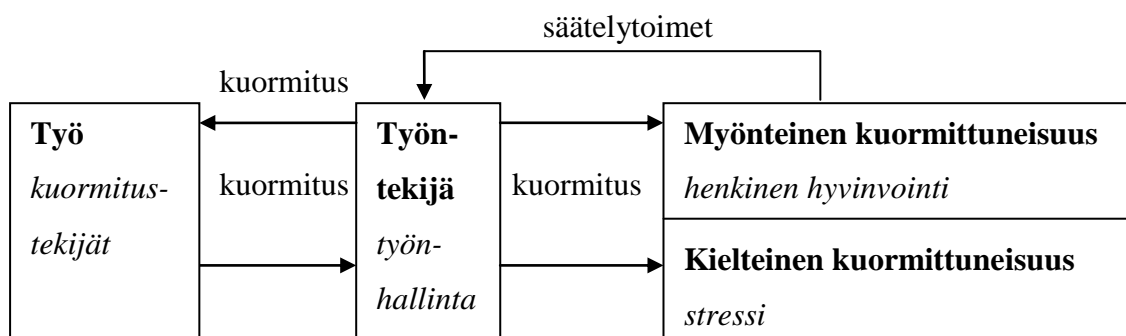 säätelytoimet
kuormitus
Työ
kuormitus-
tekijät
kuormitus
Työn-
tekijä
työn-
hallinta
kuormitus
Myönteinen kuormittuneisuus
henkinen hyvinvointi
Kielteinen kuormittuneisuus
stressi